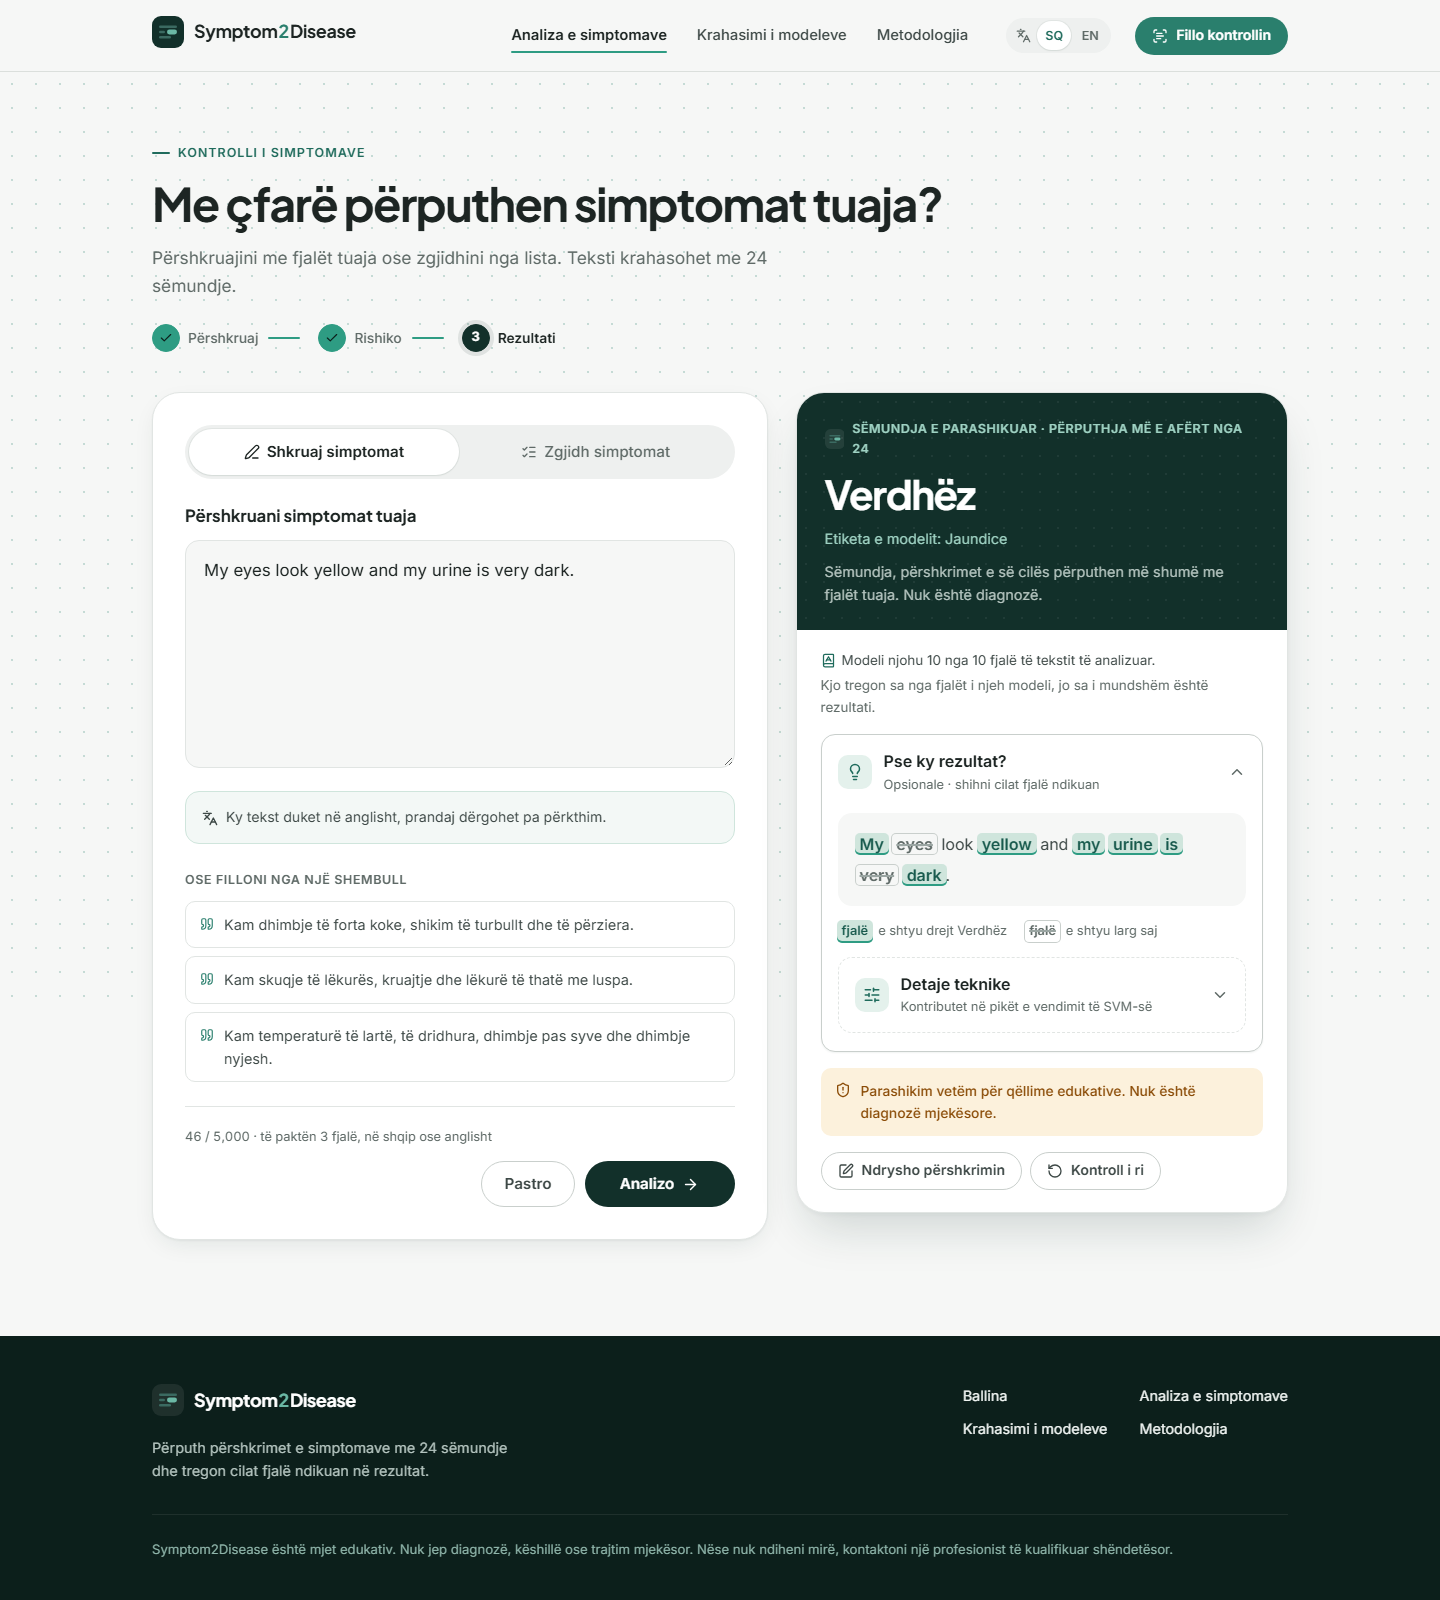 Symptom2Disease
Analiza e simptomave
Krahasimi i modeleve
Metodologjia
SQ
EN
Fillo kontrollin
KONTROLLI I SIMPTOMAVE
Me çfarë përputhen simptomat tuaja?
Përshkruajini me fjalët tuaja ose zgjidhini nga lista. Teksti krahasohet me 24
sëmundje.
Përshkruaj
Rishiko
3 Rezultati
Shkruaj simptomat
Zgjidh simptomat
Përshkruani simptomat tuaja
My eyes look yellow and my urine is very dark.
Ky tekst duket në anglisht, prandaj dërgohet pa përkthim.
OSE FILLONI NGA NJË SHEMBULL
Kam dhimbje të forta koke, shikim të turbullt dhe të përziera.
Kam skuqje të lëkurës, kruajtje dhe lëkurë të thatë me luspa.
Kam temperaturë të lartë, të dridhura, dhimbje pas syve dhe dhimbje
nyjesh.
46 / 5,000 · të paktën 3 fjalë, në shqip ose anglisht
Pastro
Analizo
SËMUNDJA E PARASHIKUAR · PËRPUTHJA MË E AFËRT NGA
24
Verdhëz
Etiketa e modelit: Jaundice
Sëmundja, përshkrimet e së cilës përputhen më shumë me
fjalët tuaja. Nuk është diagnozë.
Modeli njohu 10 nga 10 fjalë të tekstit të analizuar.
Kjo tregon sa nga fjalët i njeh modeli, jo sa i mundshëm është
rezultati.
Pse ky rezultat?
Opsionale · shihni cilat fjalë ndikuan
My eyes look yellow and my urine is
very dark.
fjalë e shtyu drejt Verdhëz
fjalë e shtyu larg saj
Detaje teknike
Kontributet në pikët e vendimit të SVM-së
Parashikim vetëm për qëllime edukative. Nuk është
diagnozë mjekësore.
Ndrysho përshkrimin
Kontroll i ri
Symptom2Disease
Përputh përshkrimet e simptomave me 24 sëmundje
dhe tregon cilat fjalë ndikuan në rezultat.
Ballina
Analiza e simptomave
Krahasimi i modeleve
Metodologjia
Symptom2Disease është mjet edukativ. Nuk jep diagnozë, këshillë ose trajtim mjekësor. Nëse nuk ndiheni mirë, kontaktoni një profesionist të kualifikuar shëndetësor.